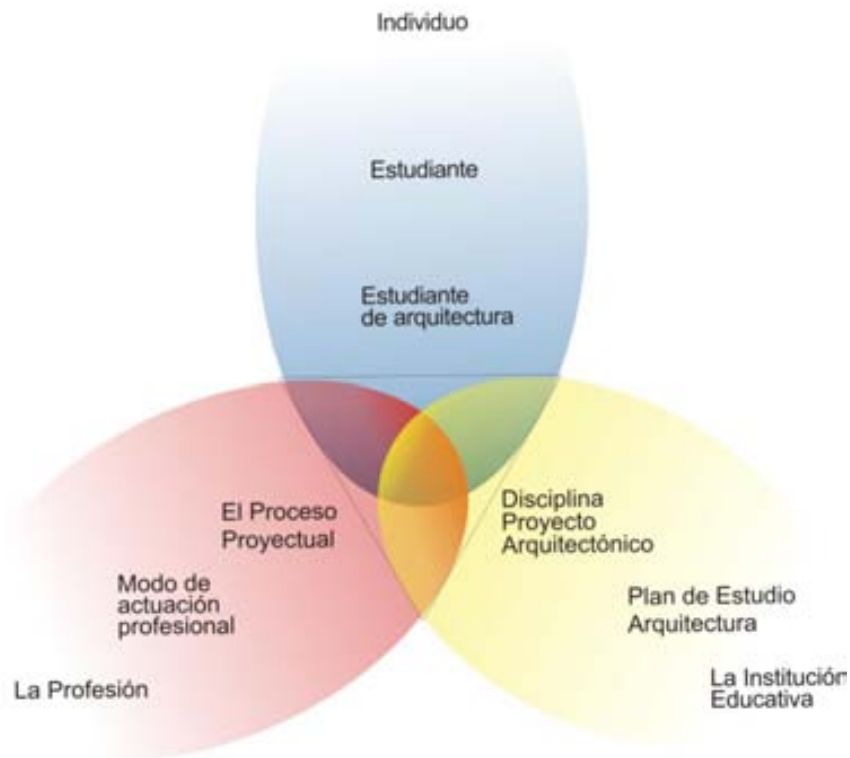 Individuo
Estudiante
Estudiante
de arquitectura
El Proceso
Proyectual
Disciplina
Proyecto
Arquitectónico
Modo de
actuación
profesional
Plan de Estudio
Arquitectura
La Profesión
La Institución
Educativa